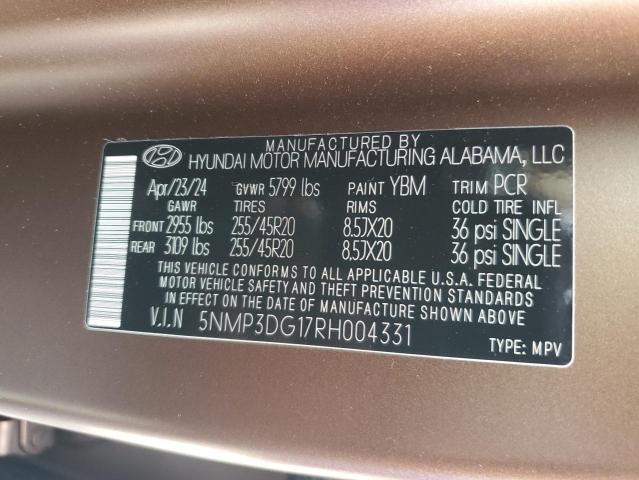 MANUFACTURED BY
HYUNDAI MOTOR MANUFACTURING ALABAMA, LLC
Apr/23/24 GVWR 5799 lbs PAINT YBM TRIM PCR
GAWR TIRES RIMS COLD TIRE INFL
FRONT 2955 lbs 255/45R20 8.5JX20 36 psi SINGLE
REAR 3109 lbs 255/45R20 8.5JX20 36 psi SINGLE
THIS VEHICLE CONFORMS TO ALL APPLICABLE U.S.A. FEDERAL
MOTOR VEHICLE SAFETY AND THEFT PREVENTION STANDARDS
IN EFFECT ON THE DATE OF MANUFACTURE SHOWN ABOVE.
V.I.N 5NMP3DG17RH004331
TYPE: MPV